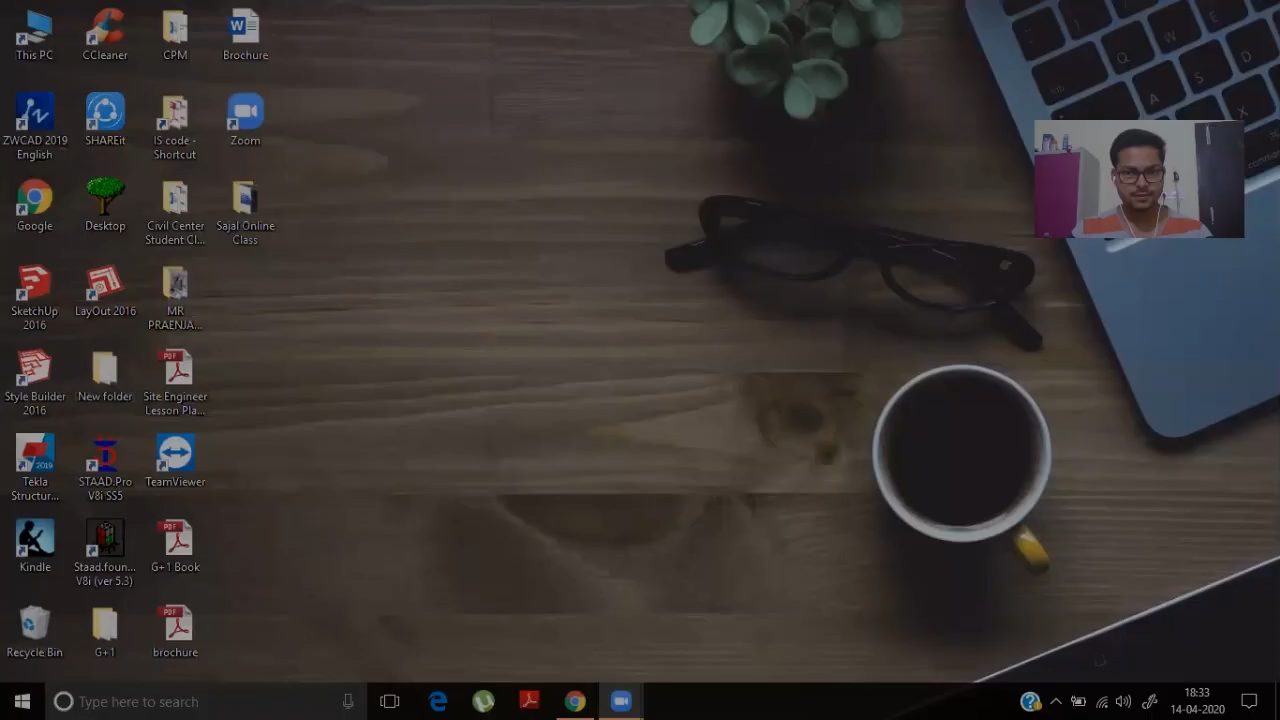 This PC
CCleaner
CPM
Brochure
ZWCAD 2019
English
SHAREit
IS code -
Shortcut
Zoom
Google
Desktop
Civil Center
Student Cl...
Sajal Online
Class
SketchUp
2016
LayOut 2016
MR
PRAENJA...
Style Builder
2016
New folder
Site Engineer
Lesson Pla...
Tekla
Structur...
STAAD.Pro
V8i SS5
TeamViewer
Kindle
Staad.foun...
V8i (ver 5.3)
G+1 Book
Recycle Bin
G+1
brochure
Type here to search
18:33
14-04-2020